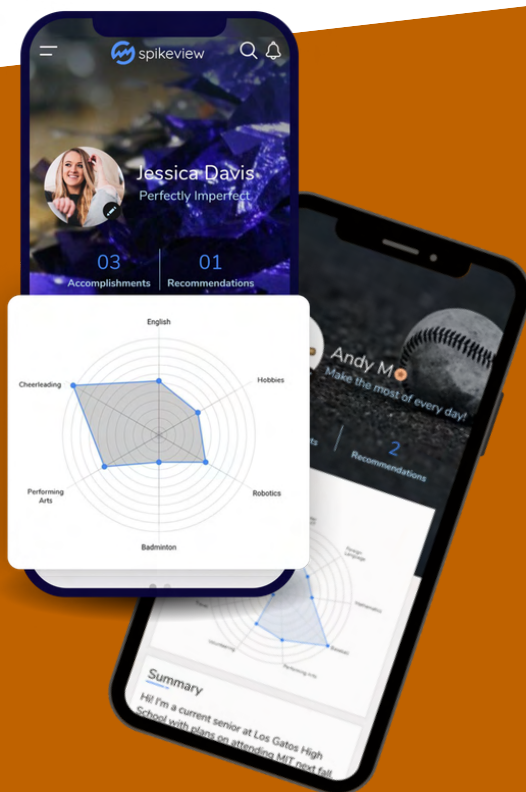 spikeview
Jessica Davis
Perfectly Imperfect
03
Accomplishments
01
Recommendations
English
Hobbies
Robotics
Badminton
Performing
Arts
Cheerleading
Andy M
Make the most of every day!
2
Recommendations
Foreign
Language
Mathematics
Baseball
Performing Arts
Volunteering
Summary
Hi! I'm a current senior at Los Gatos High
School with plans on attending MIT next fall.